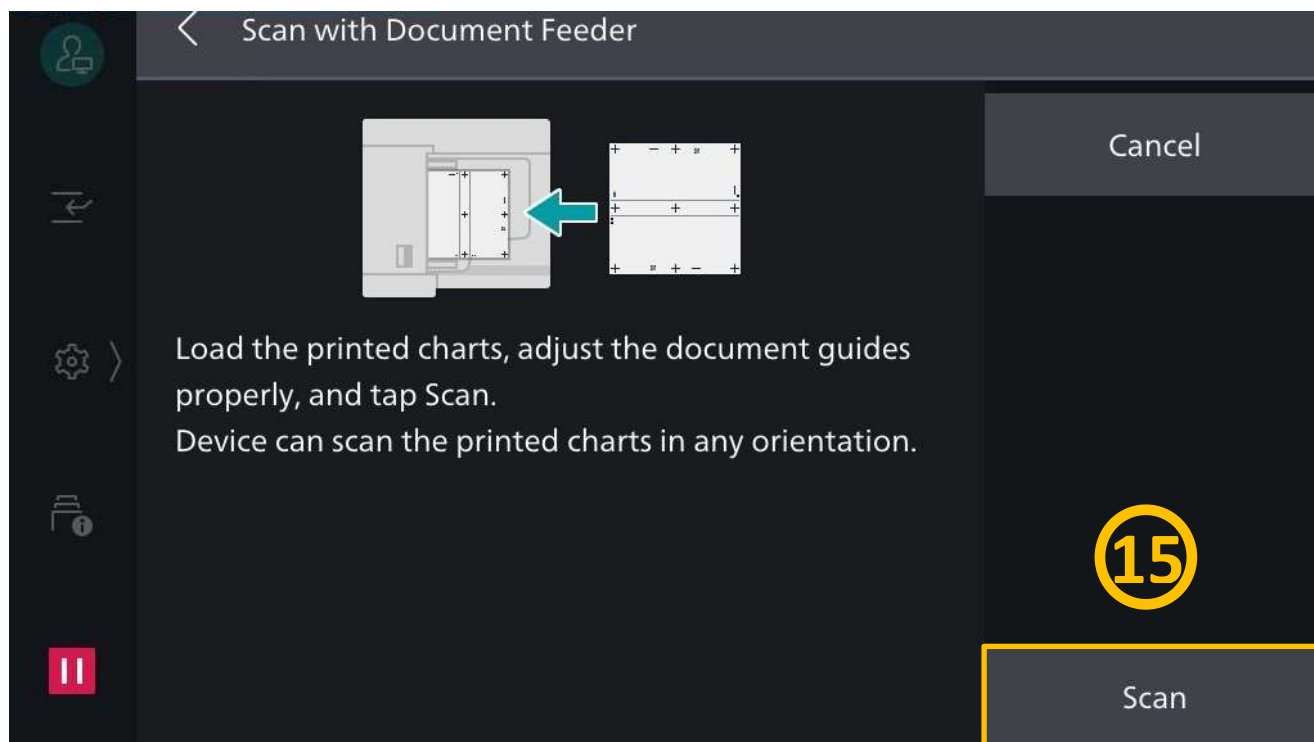 Scan with Document Feeder
Cancel
Load the printed charts, adjust the document guides
properly, and tap Scan.
Device can scan the printed charts in any orientation.
15
Scan